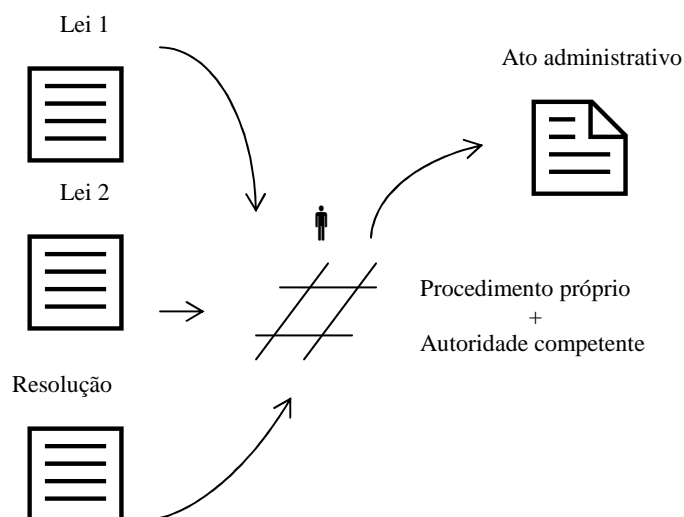 Lei 1
Ato administrativo
Lei 2
Procedimento próprio
+
Autoridade competente
Resolução